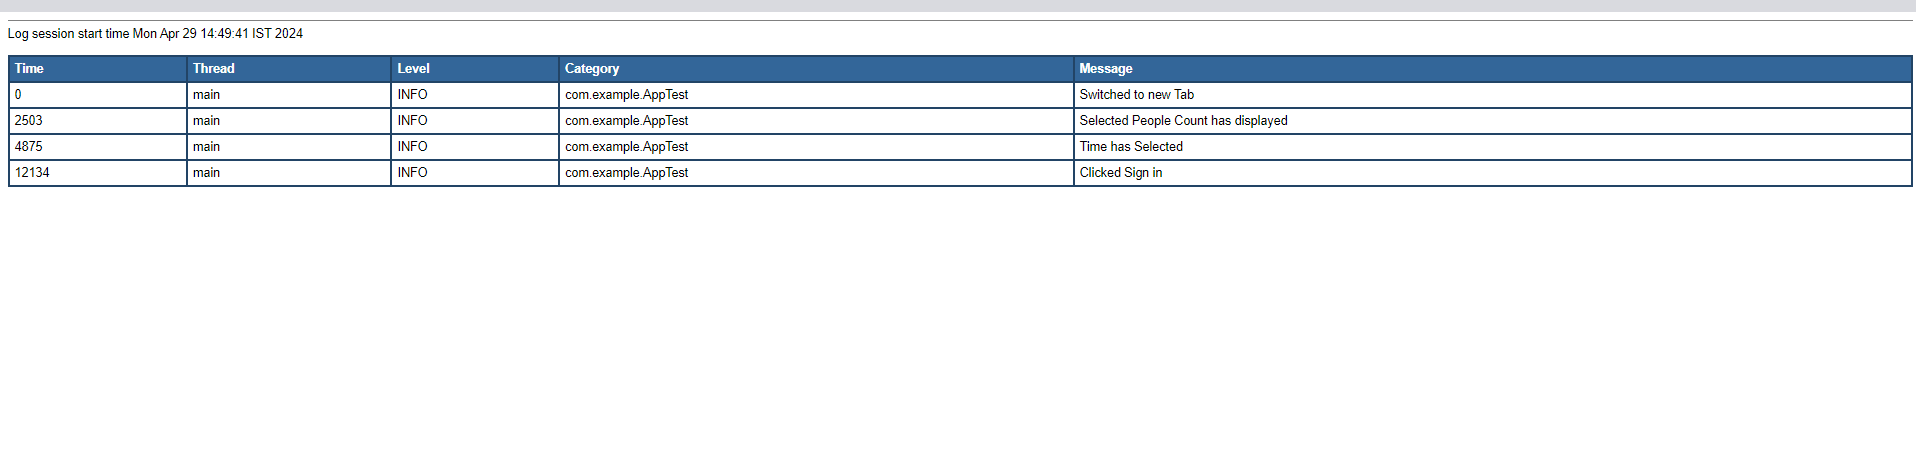 Log session start time Mon Apr 29 14:49:41 IST 2024
Time Thread Level Category Message
0 main INFO com.example.AppTest Switched to new Tab
2503 main INFO com.example.AppTest Selected People Count has displayed
4875 main INFO com.example.AppTest Time has Selected
12134 main INFO com.example.AppTest Clicked Sign in